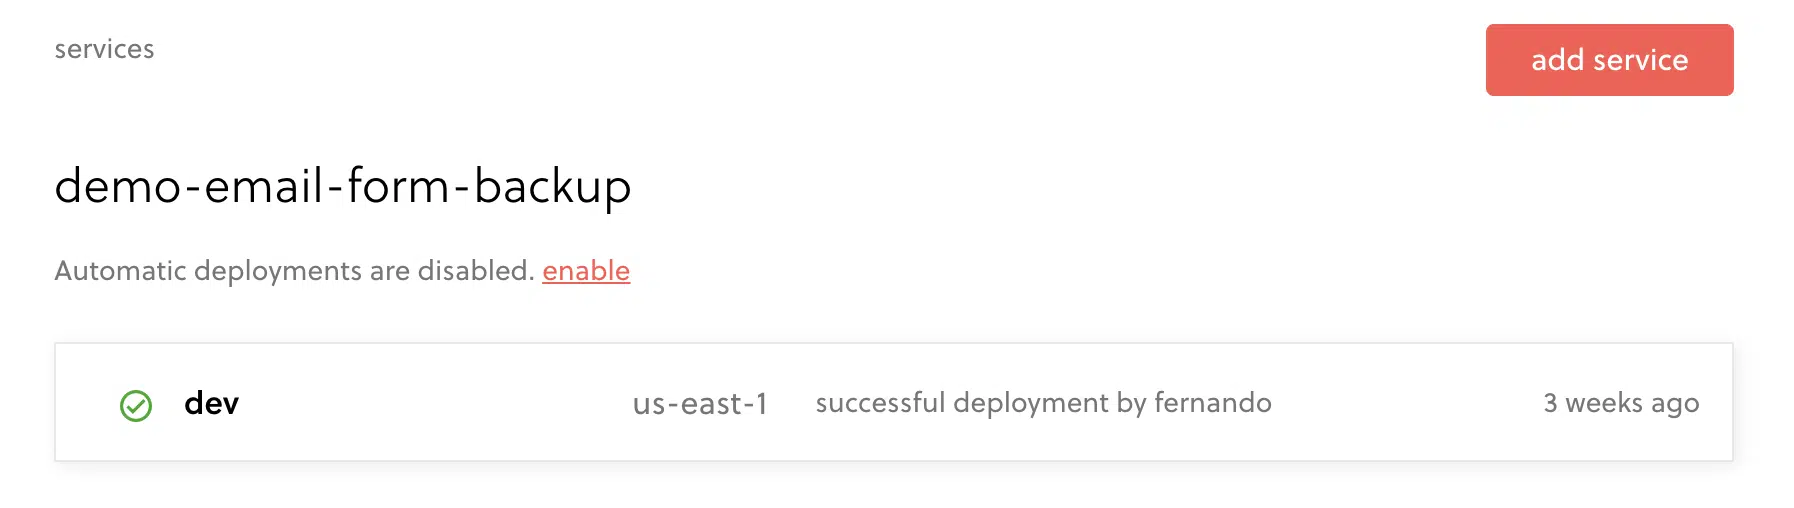 services
add service
demo-email-form-backup
Automatic deployments are disabled. enable
dev us-east-1 successful deployment by fernando 3 weeks ago